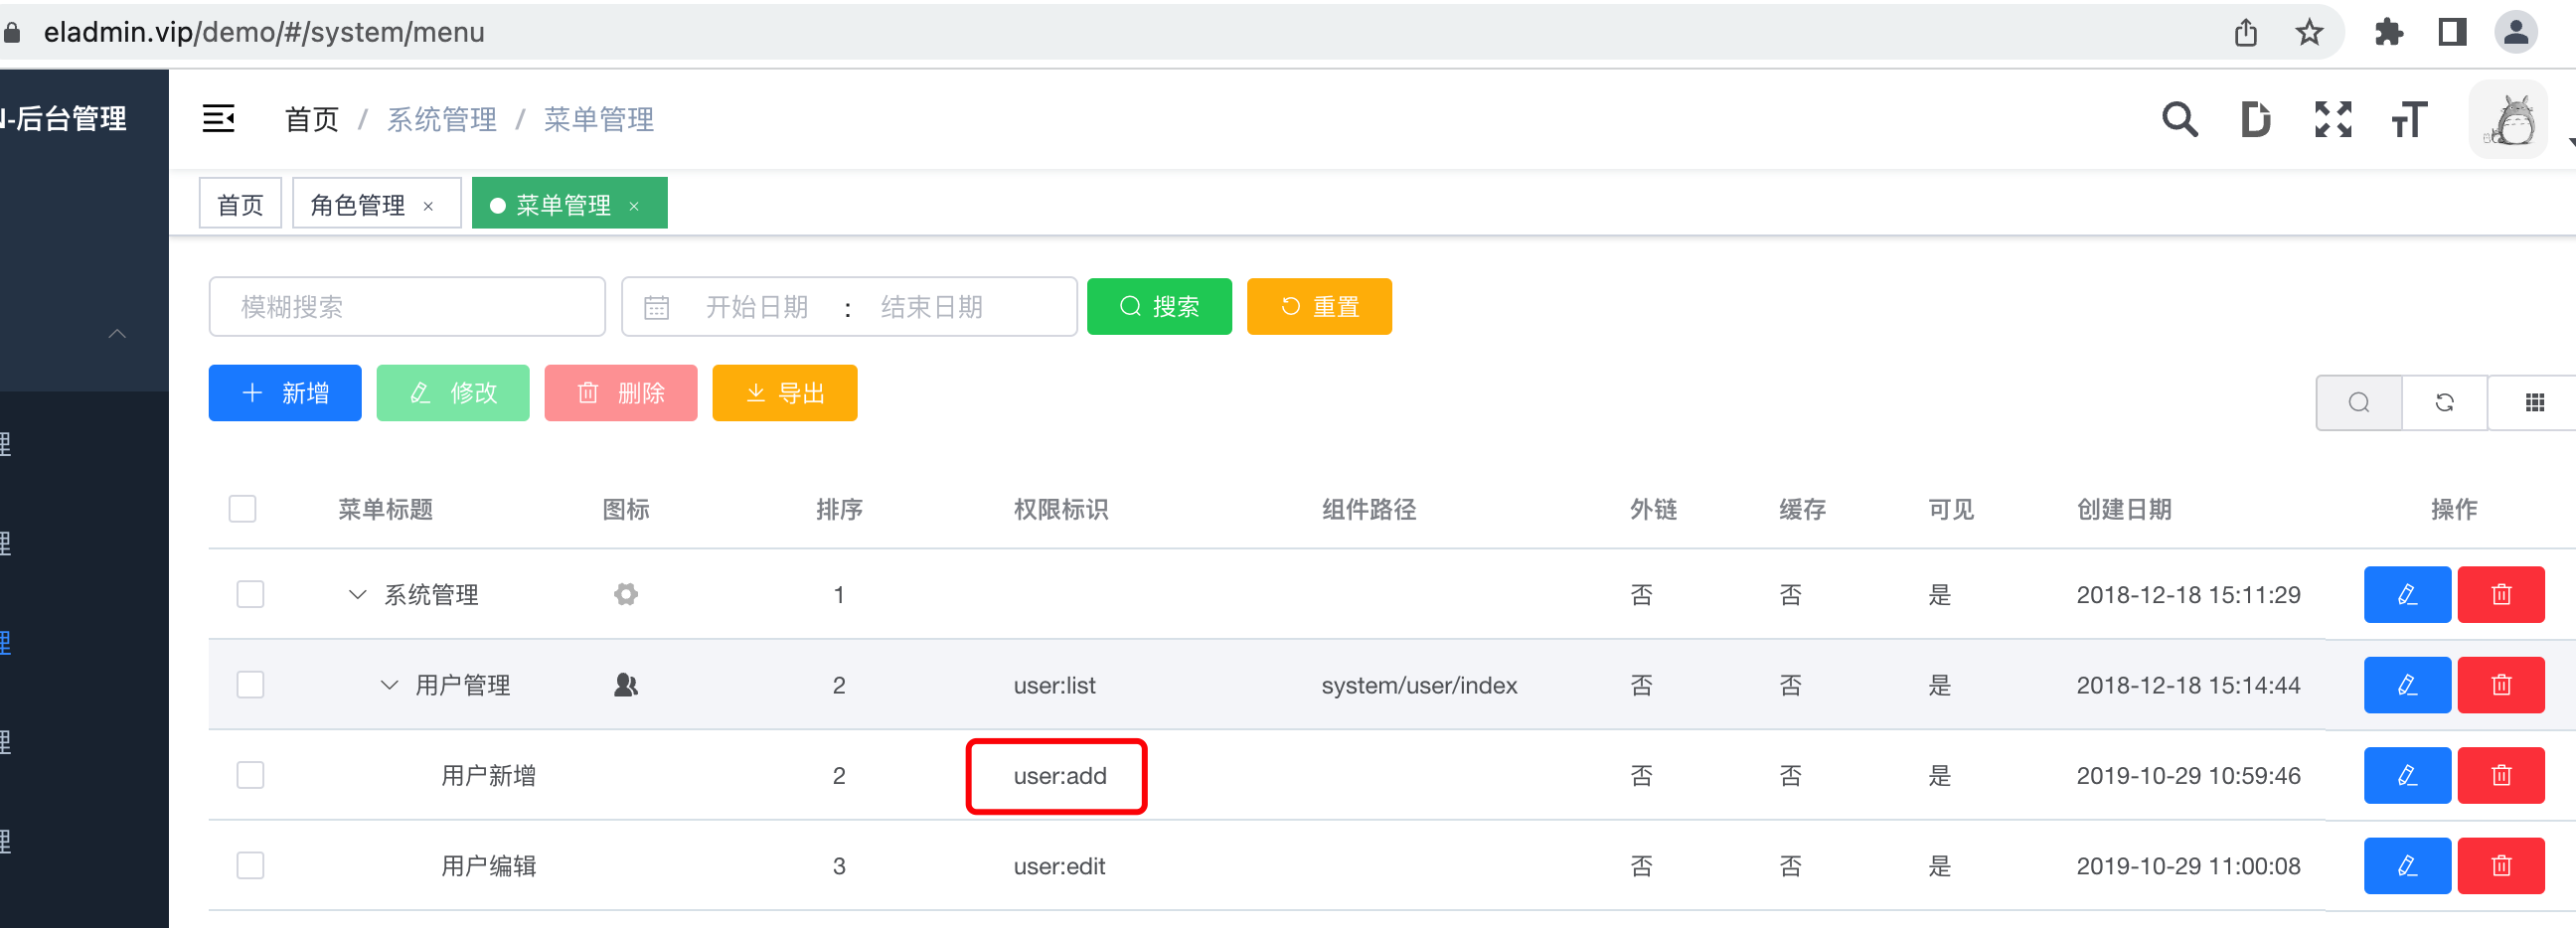 eladmin.vip/demo/#/system/menu
-后台管理
首页 / 系统管理 / 菜单管理
首页 角色管理 × 菜单管理 ×
模糊搜索 开始日期 : 结束日期 搜索 重置
新增 修改 删除 导出
菜单标题 图标 排序 权限标识 组件路径 外链 缓存 可见 创建日期 操作
系统管理 1 否 否 是 2018-12-18 15:11:29
用户管理 2 user:list system/user/index 否 否 是 2018-12-18 15:14:44
用户新增 2 user:add 否 否 是 2019-10-29 10:59:46
用户编辑 3 user:edit 否 否 是 2019-10-29 11:00:08
理
理
理
理
理